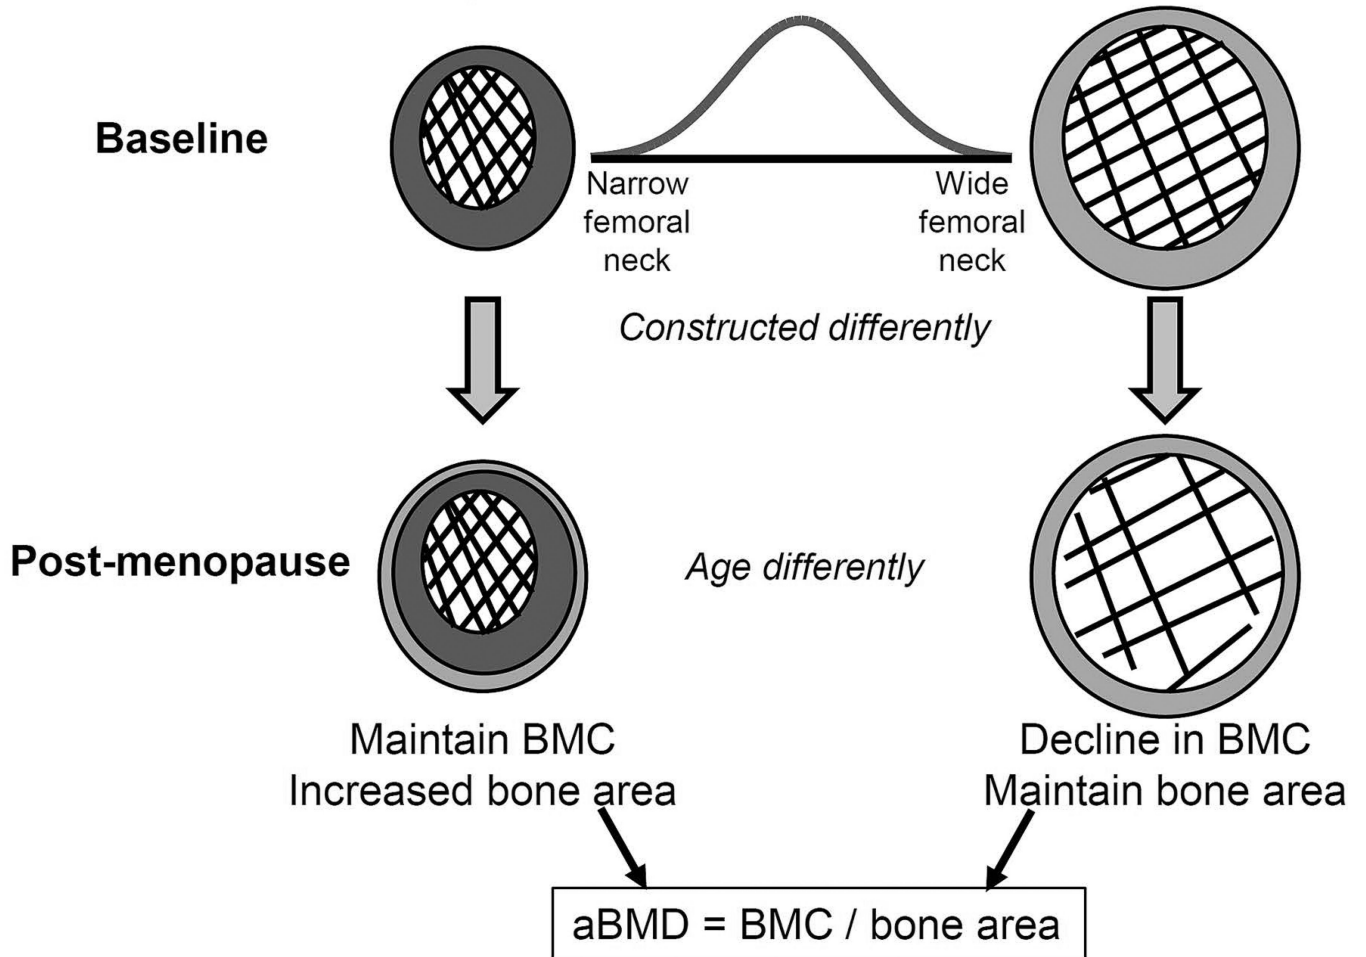 Baseline
Narrow
femoral
neck
Wide
femoral
neck
Constructed differently
Post-menopause
Age differently
Maintain BMC
Increased bone area
Decline in BMC
Maintain bone area
aBMD = BMC / bone area